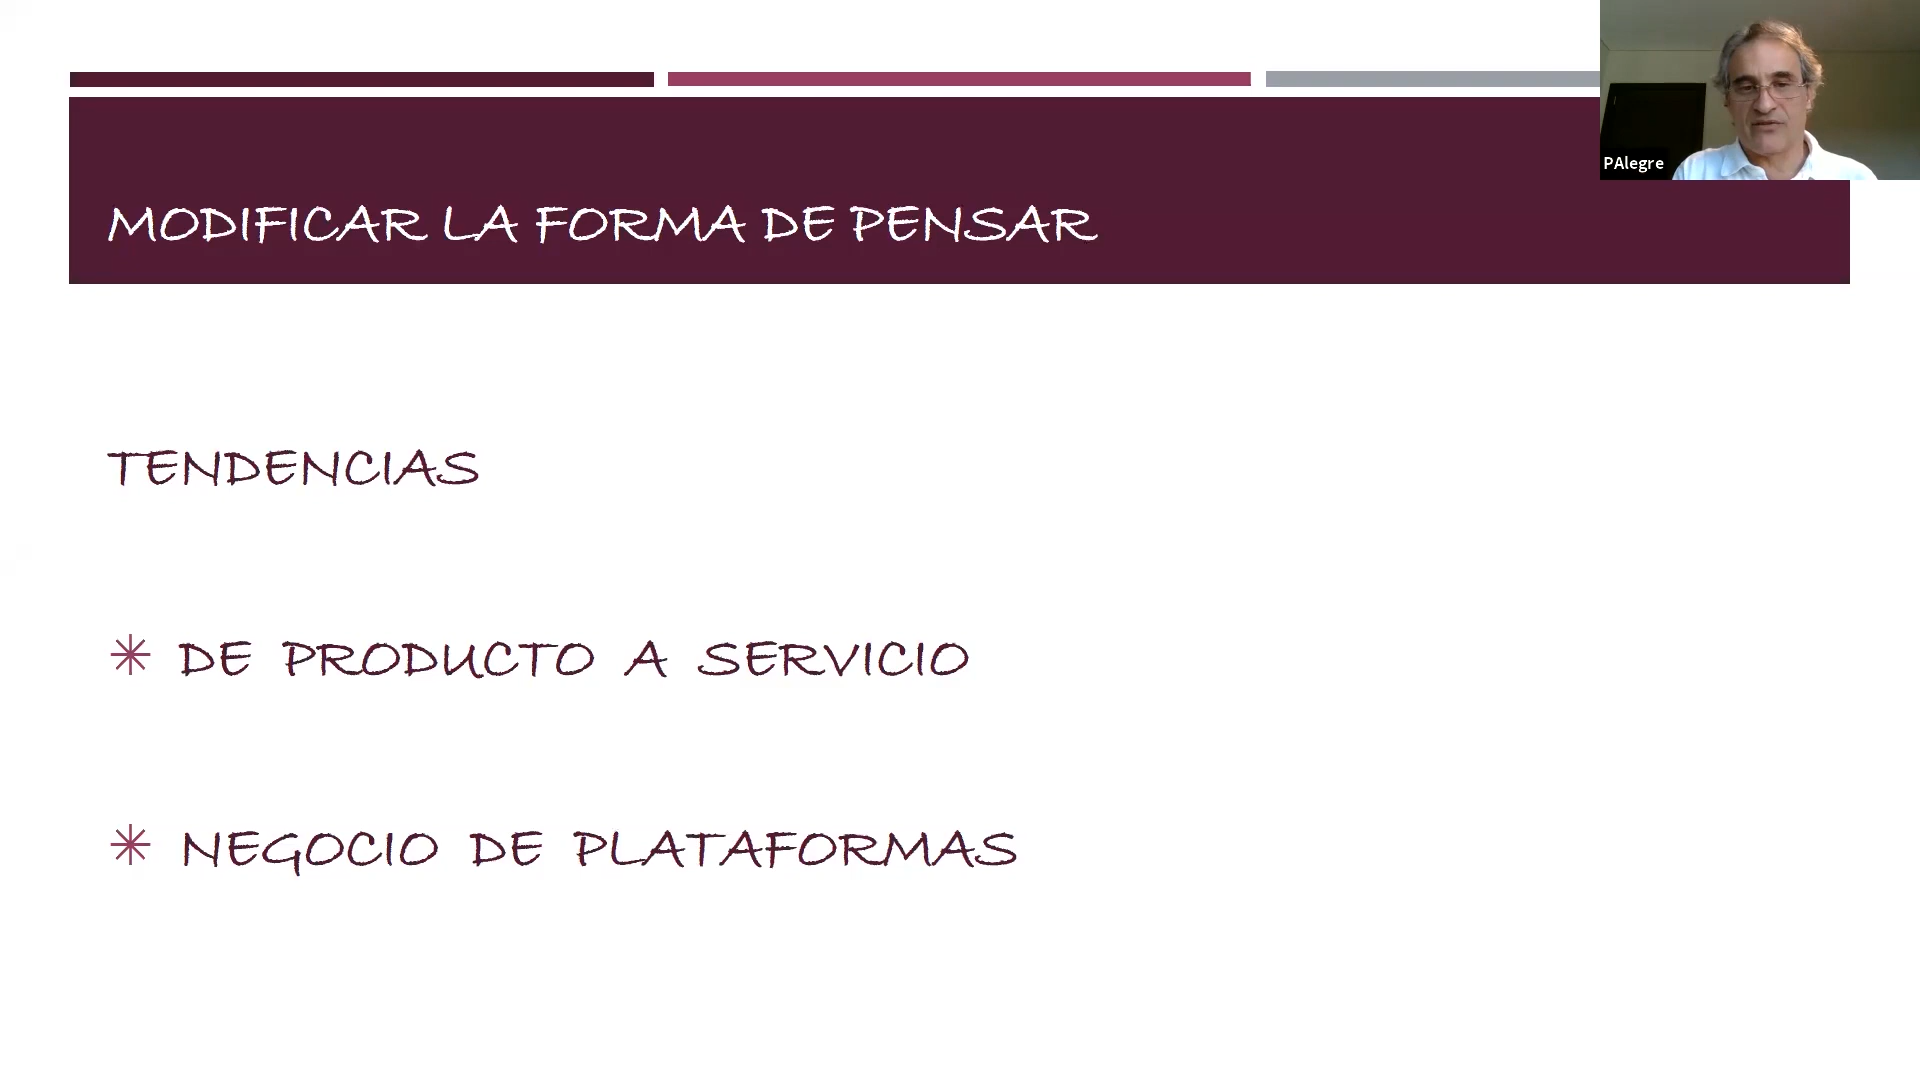 PAlegre
MODIFICAR LA FORMA DE PENSAR
TENDENCIAS
✳ DE PRODUCTO A SERVICIO
✳ NEGOCIO DE PLATAFORMAS